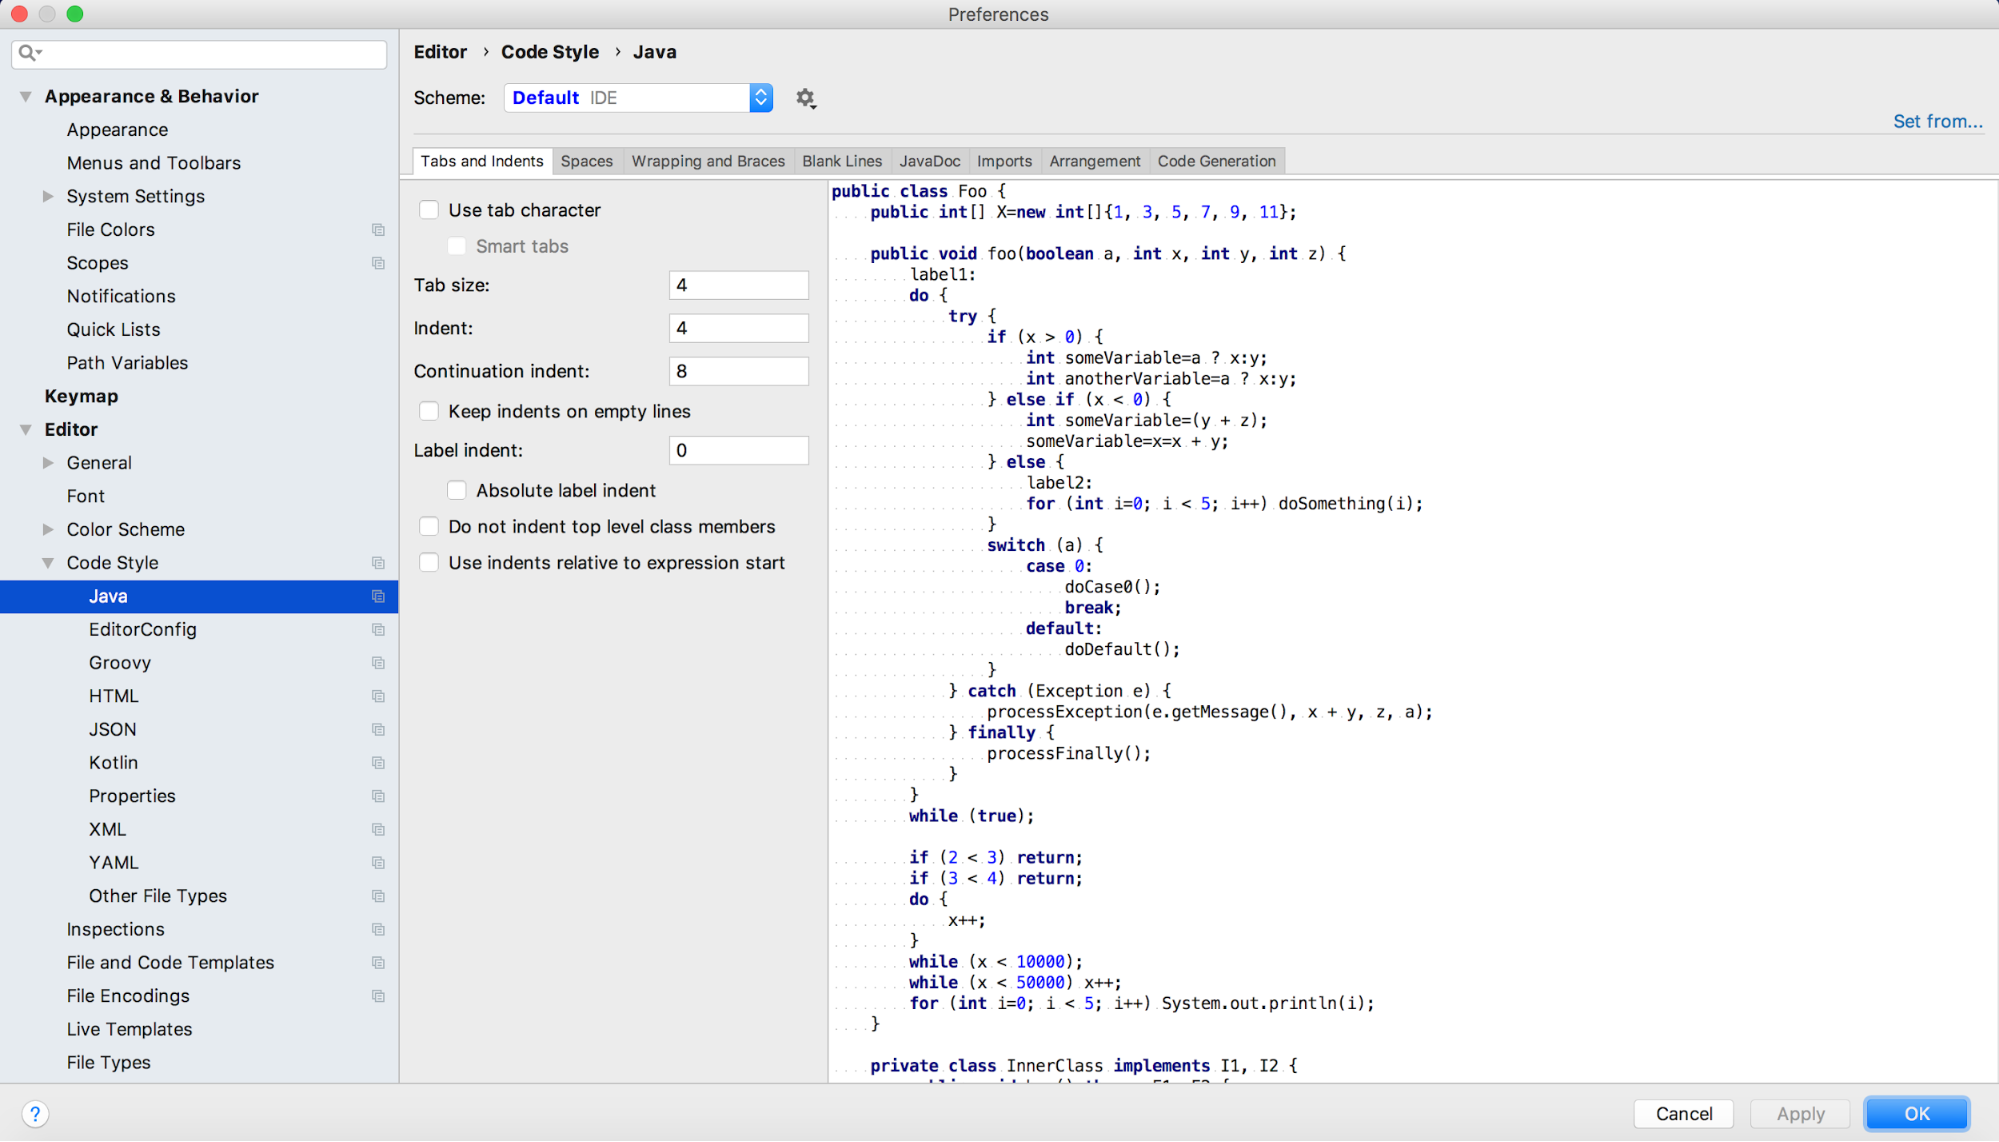 Preferences
Appearance & Behavior
Appearance
Menus and Toolbars
System Settings
File Colors
Scopes
Notifications
Quick Lists
Path Variables
Keymap
Editor
General
Font
Color Scheme
Code Style
Java
EditorConfig
Groovy
HTML
JSON
Kotlin
Properties
XML
YAML
Other File Types
Inspections
File and Code Templates
File Encodings
Live Templates
File Types
Editor › Code Style › Java
Scheme: Default IDE
Set from...
Tabs and Indents Spaces Wrapping and Braces Blank Lines JavaDoc Imports Arrangement Code Generation
Use tab character
Smart tabs
Tab size: 4
Indent: 4
Continuation indent: 8
Keep indents on empty lines
Label indent: 0
Absolute label indent
Do not indent top level class members
Use indents relative to expression start
public class Foo {
public int[] X=new int[]{1, 3, 5, 7, 9, 11};
public void foo(boolean a, int x, int y, int z) {
label1:
do {
try {
if (x > 0) {
int someVariable=a ? x:y;
int anotherVariable=a ? x:y;
} else if (x < 0) {
int someVariable=(y + z);
someVariable=x=x + y;
} else {
label2:
for (int i=0; i < 5; i++) doSomething(i);
}
switch (a) {
case 0:
doCase0();
break;
default:
doDefault();
}
} catch (Exception e) {
processException(e.getMessage(), x + y, z, a);
} finally {
processFinally();
}
}
while (true);
if (2 < 3) return;
if (3 < 4) return;
do {
x++;
}
while (x < 10000);
while (x < 50000) x++;
for (int i=0; i < 5; i++) System.out.println(i);
}
private class InnerClass implements I1, I2 {
?
Cancel Apply OK